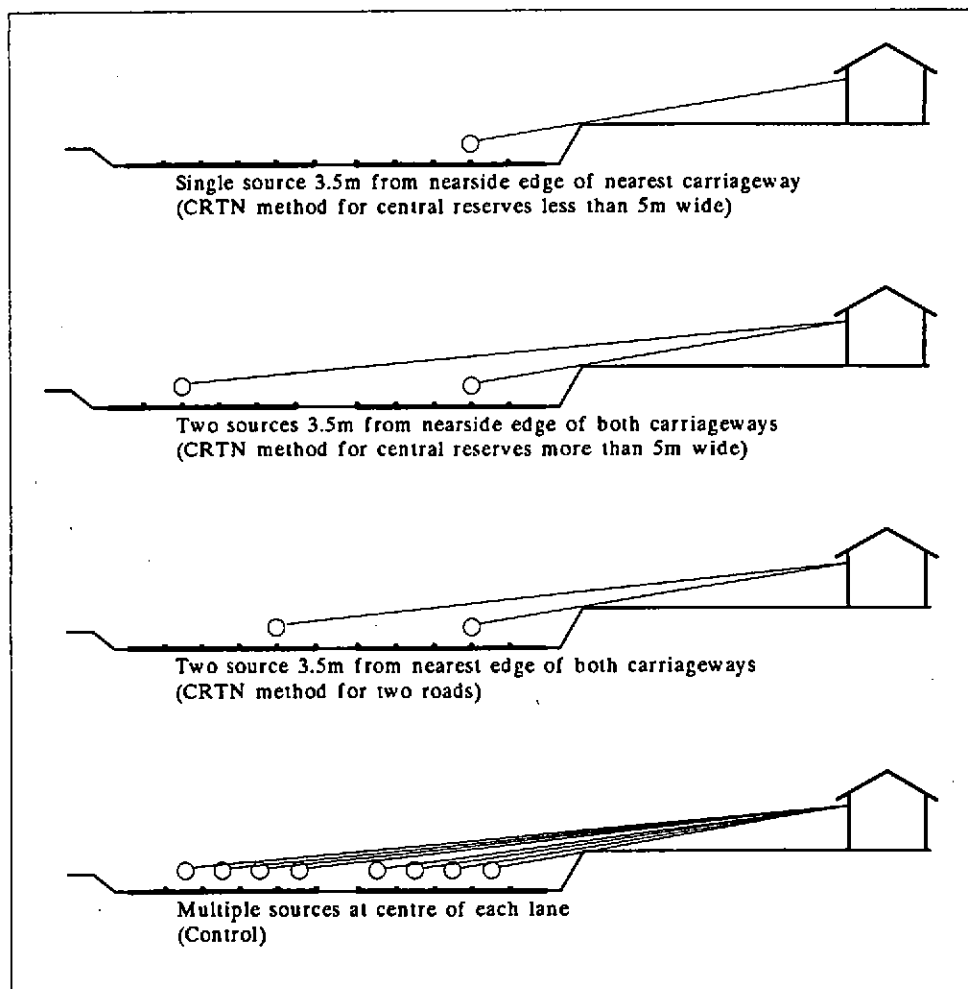 Single source 3.5m from nearside edge of nearest carriageway
(CRTN method for central reserves less than 5m wide)
Two sources 3.5m from nearside edge of both carriageways
(CRTN method for central reserves more than 5m wide)
Two source 3.5m from nearest edge of both carriageways
(CRTN method for two roads)
Multiple sources at centre of each lane
(Control)